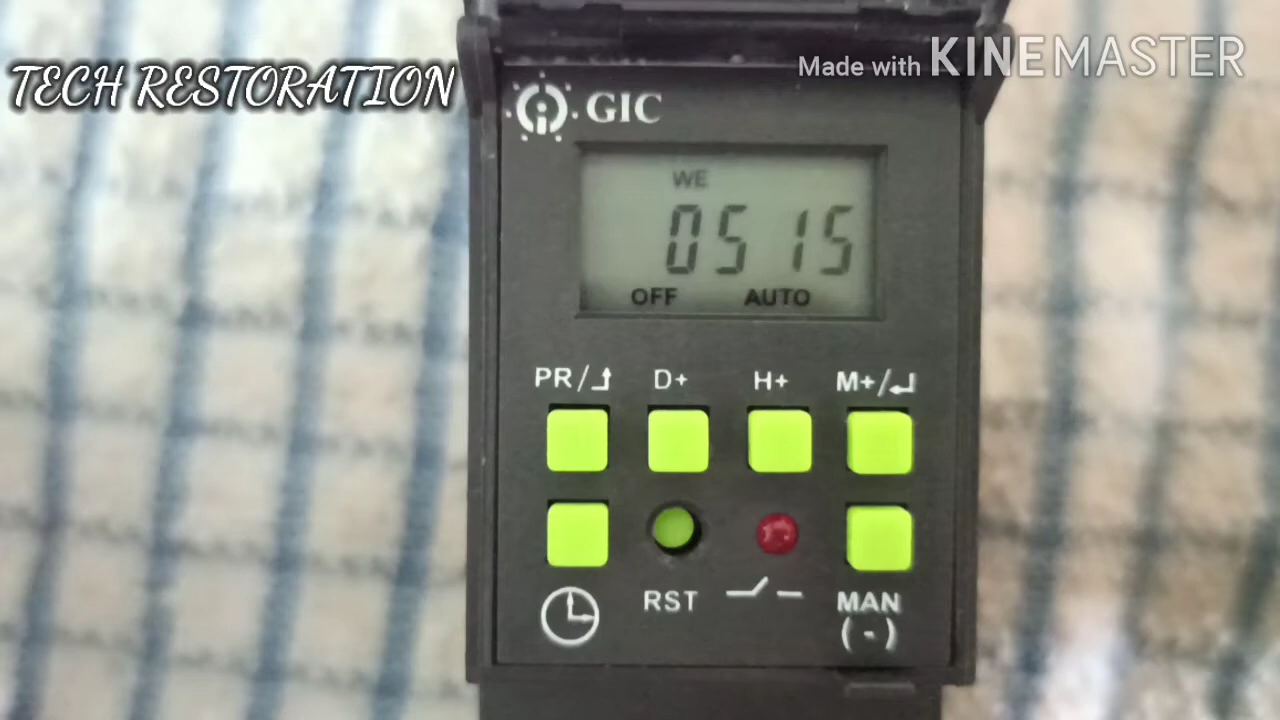 TECH RESTORATION
Made with KINEMASTER
GIC
WE
05 15
OFF AUTO
PR/ D+ H+ M+/
RST
MAN
(-)